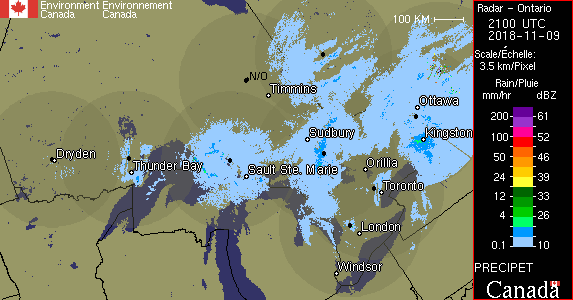 Environment Environnement
Canada Canada
100 KM
N/O
Timmins
Ottawa
Sudbury
Kingston
Dryden
Thunder Bay
Sault Ste. Marie
Orillia
Toronto
London
Windsor
Radar - Ontario
2100 UTC
2018-11-09
Scale/Échelle:
3.5 km/Pixel
Rain/Pluie
mm/hr dBZ
200 61
100 52
50 46
24 39
12 33
4 26
0.1 10
PRECIPET
Canada